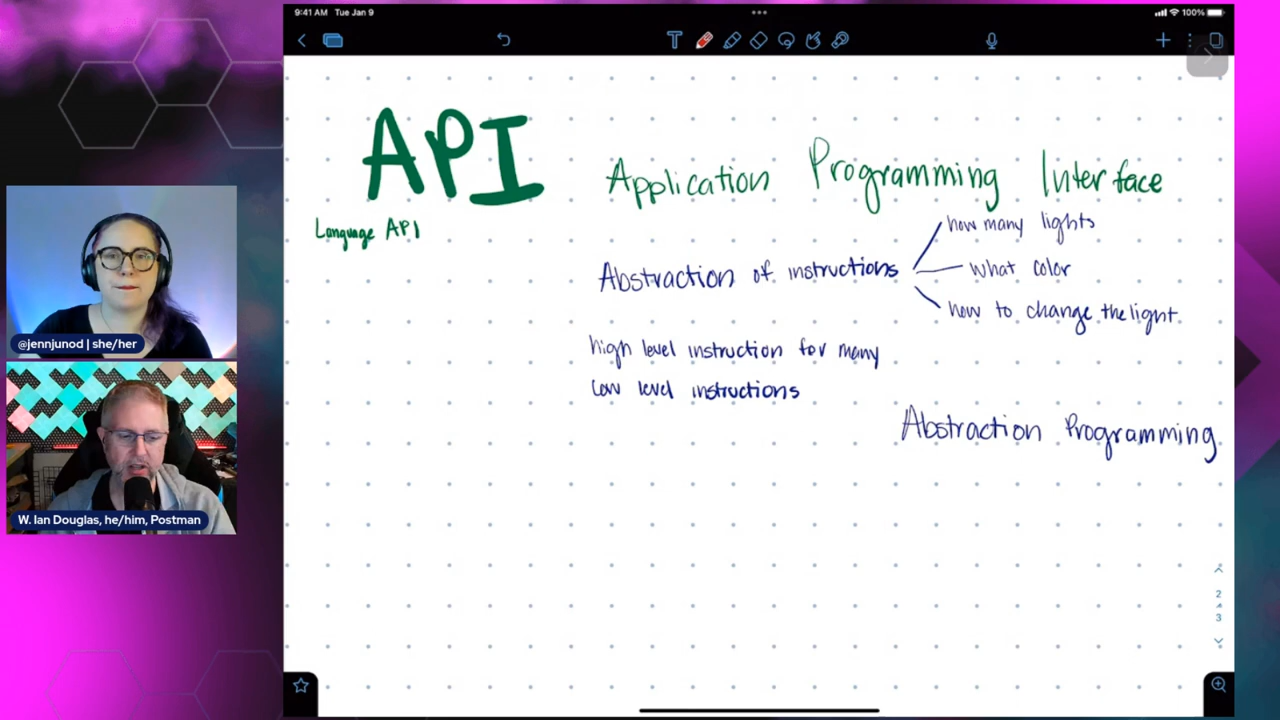 9:41 AM Tue Jan 9
100%
API
Application Programming Interface
Language API
how many lights
Abstraction of instructions
what color
how to change the light
high level instruction for many
low level instructions
Abstraction Programming
@jennjunod | she/her
W. Ian Douglas, he/him, Postman
2
3